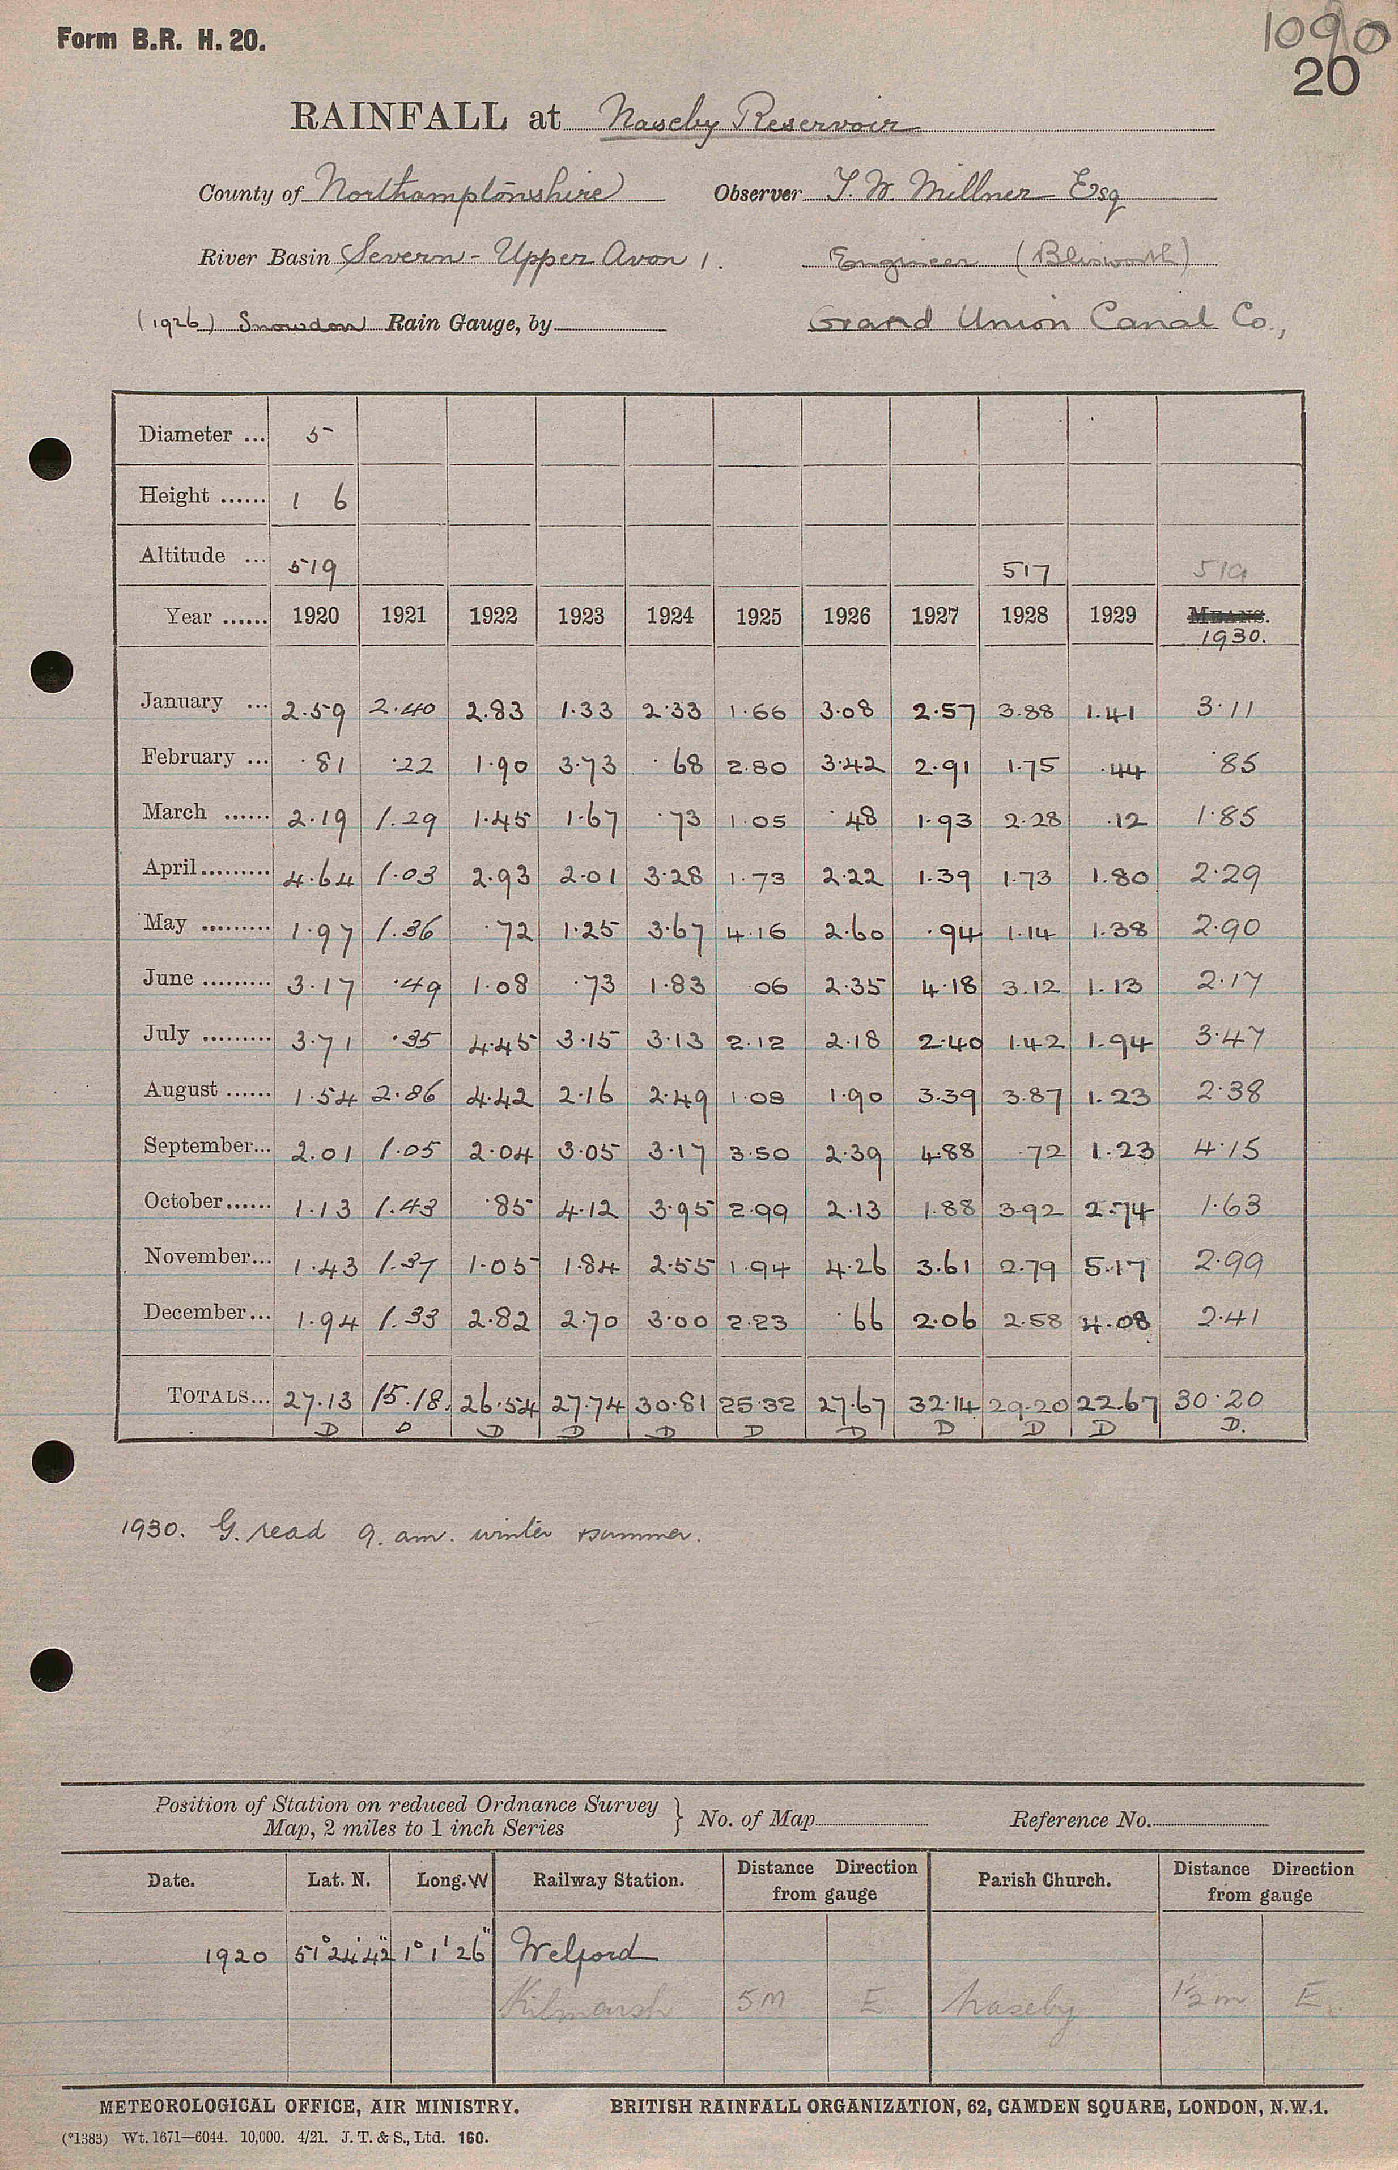 Form B.R. H. 20.
1090
20
RAINFALL at Naseby Reservoir
County of Northamptonshire Observer T. W. Millner Esq
River Basin Severn - Upper Avon 1. Engineer (Blisworth)
(1926) Snowdon Rain Gauge, by Grand Union Canal Co.,
Diameter ... 5
Height ...... 1 6
Altitude ... 519 517 519
Year ...... 1920 1921 1922 1923 1924 1925 1926 1927 1928 1929 MEANS. 1930.
January ... 2.59 2.40 2.83 1.33 2.33 1.66 3.08 2.57 3.88 1.41 3.11
February ... .81 .22 1.90 3.73 .68 2.80 3.42 2.91 1.75 .44 .85
March ...... 2.19 1.29 1.45 1.67 .73 1.05 .48 1.93 2.28 .12 1.85
April ......... 4.64 1.03 2.93 2.01 3.28 1.73 2.22 1.39 1.73 1.80 2.29
May ......... 1.97 1.36 .72 1.25 3.67 4.16 2.60 .94 1.14 1.38 2.90
June ......... 3.17 .49 1.08 .73 1.83 .06 2.35 4.18 3.12 1.13 2.17
July ......... 3.71 .35 4.45 3.15 3.13 2.12 2.18 2.40 1.42 1.94 3.47
August ...... 1.54 2.86 4.42 2.16 2.49 1.08 1.90 3.39 3.87 1.23 2.38
September... 2.01 1.05 2.04 3.05 3.17 3.50 2.39 4.88 .72 1.23 4.15
October...... 1.13 1.43 .85 4.12 3.95 2.99 2.13 1.88 3.92 2.74 1.63
November... 1.43 1.37 1.05 1.84 2.55 1.94 4.26 3.61 2.79 5.17 2.99
December... 1.94 1.33 2.82 2.70 3.00 2.23 .66 2.06 2.58 4.08 2.41
TOTALS... 27.13 15.18 26.54 27.74 30.81 25.32 27.67 32.14 29.20 22.67 30.20
D D D D D D D D D D D.
1930. G. read 9. am. winter + summer.
Position of Station on reduced Ordnance Survey
Map, 2 miles to 1 inch Series } No. of Map Reference No.
Date. Lat. N. Long. W Railway Station. Distance Direction from gauge Parish Church. Distance Direction from gauge
1920 51° 24' 42" 1° 1' 26" Welford
Kilmarsh 5M E Naseby 1½ m E.
METEOROLOGICAL OFFICE, AIR MINISTRY. BRITISH RAINFALL ORGANIZATION, 62, CAMDEN SQUARE, LONDON, N.W.1.
(*1383) Wt. 1671—6044. 10,000. 4/21. J. T. & S., Ltd. 160.